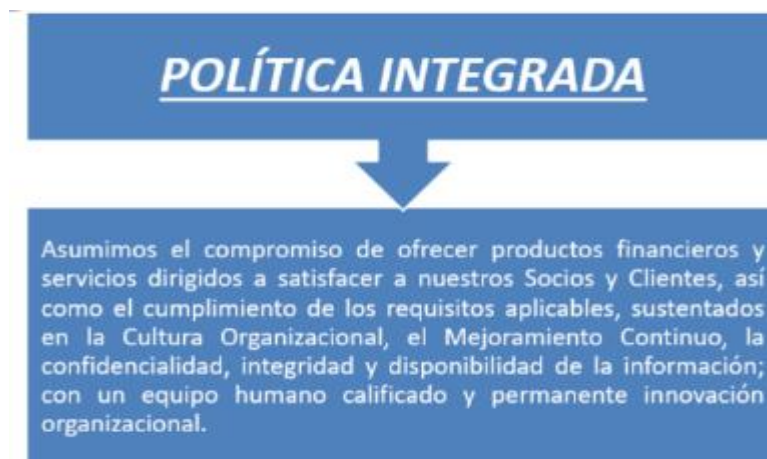 POLÍTICA INTEGRADA
Asumimos el compromiso de ofrecer productos financieros y
servicios dirigidos a satisfacer a nuestros Socios y Clientes, así
como el cumplimiento de los requisitos aplicables, sustentados
en la Cultura Organizacional, el Mejoramiento Continuo, la
confidencialidad, integridad y disponibilidad de la información;
con un equipo humano calificado y permanente innovación
organizacional.